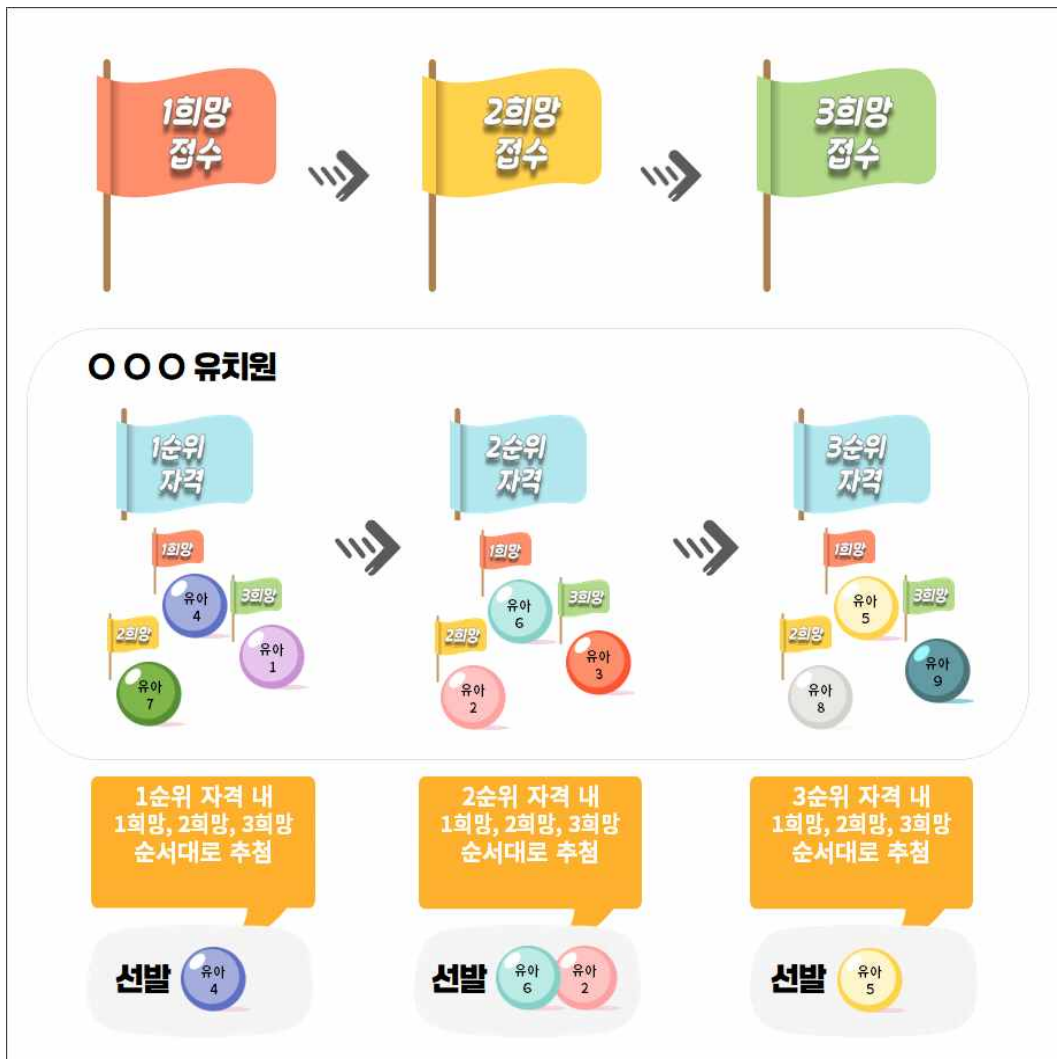 1희망
접수
2희망
접수
3희망
접수
O O O 유치원
1순위
자격
2순위
자격
3순위
자격
1희망
유아
4
3희망
유아
1
2희망
유아
7
1희망
유아
6
3희망
유아
3
2희망
유아
2
1희망
유아
5
3희망
유아
9
2희망
유아
8
1순위 자격 내
1희망, 2희망, 3희망
순서대로 추첨
2순위 자격 내
1희망, 2희망, 3희망
순서대로 추첨
3순위 자격 내
1희망, 2희망, 3희망
순서대로 추첨
선발
유아
4
선발
유아
6
유아
2
선발
유아
5